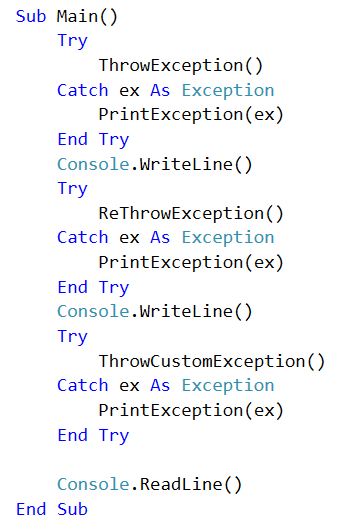 Sub Main()
    Try
        ThrowException()
    Catch ex As Exception
        PrintException(ex)
    End Try
    Console.WriteLine()
    Try
        ReThrowException()
    Catch ex As Exception
        PrintException(ex)
    End Try
    Console.WriteLine()
    Try
        ThrowCustomException()
    Catch ex As Exception
        PrintException(ex)
    End Try

    Console.ReadLine()
End Sub